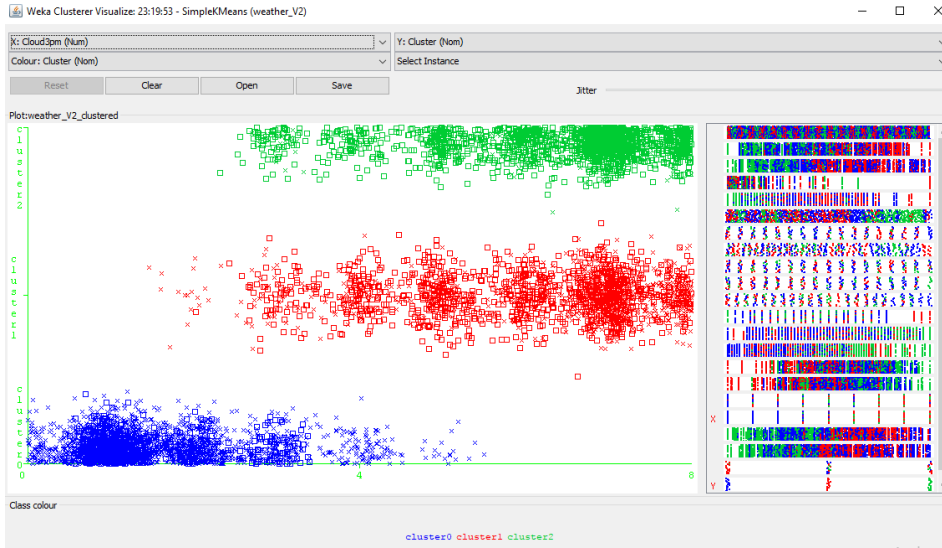 Weka Clusterer Visualize: 23:19:53 - SimpleKMeans (weather_V2)
X: Cloud3pm (Num) Y: Cluster (Nom)
Colour: Cluster (Nom) Select Instance
Reset Clear Open Save Jitter
Plot:weather_V2_clustered
cluster2
cluster1
cluster0
0 4 8
X
Y
Class colour
cluster0 cluster1 cluster2